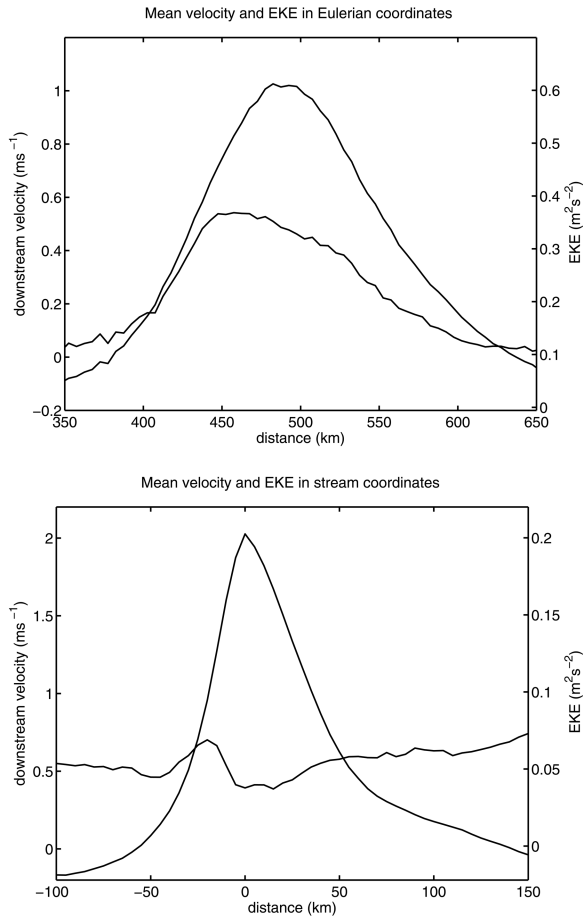 Mean velocity and EKE in Eulerian coordinates
downstream velocity (ms⁻¹)
1
0.8
0.6
0.4
0.2
0
−0.2
0.6
0.5
0.4
0.3
0.2
0.1
0
EKE (m²s⁻²)
350 400 450 500 550 600 650
distance (km)
Mean velocity and EKE in stream coordinates
downstream velocity (ms⁻¹)
2
1.5
1
0.5
0
0.2
0.15
0.1
0.05
0
EKE (m²s⁻²)
−100 −50 0 50 100 150
distance (km)